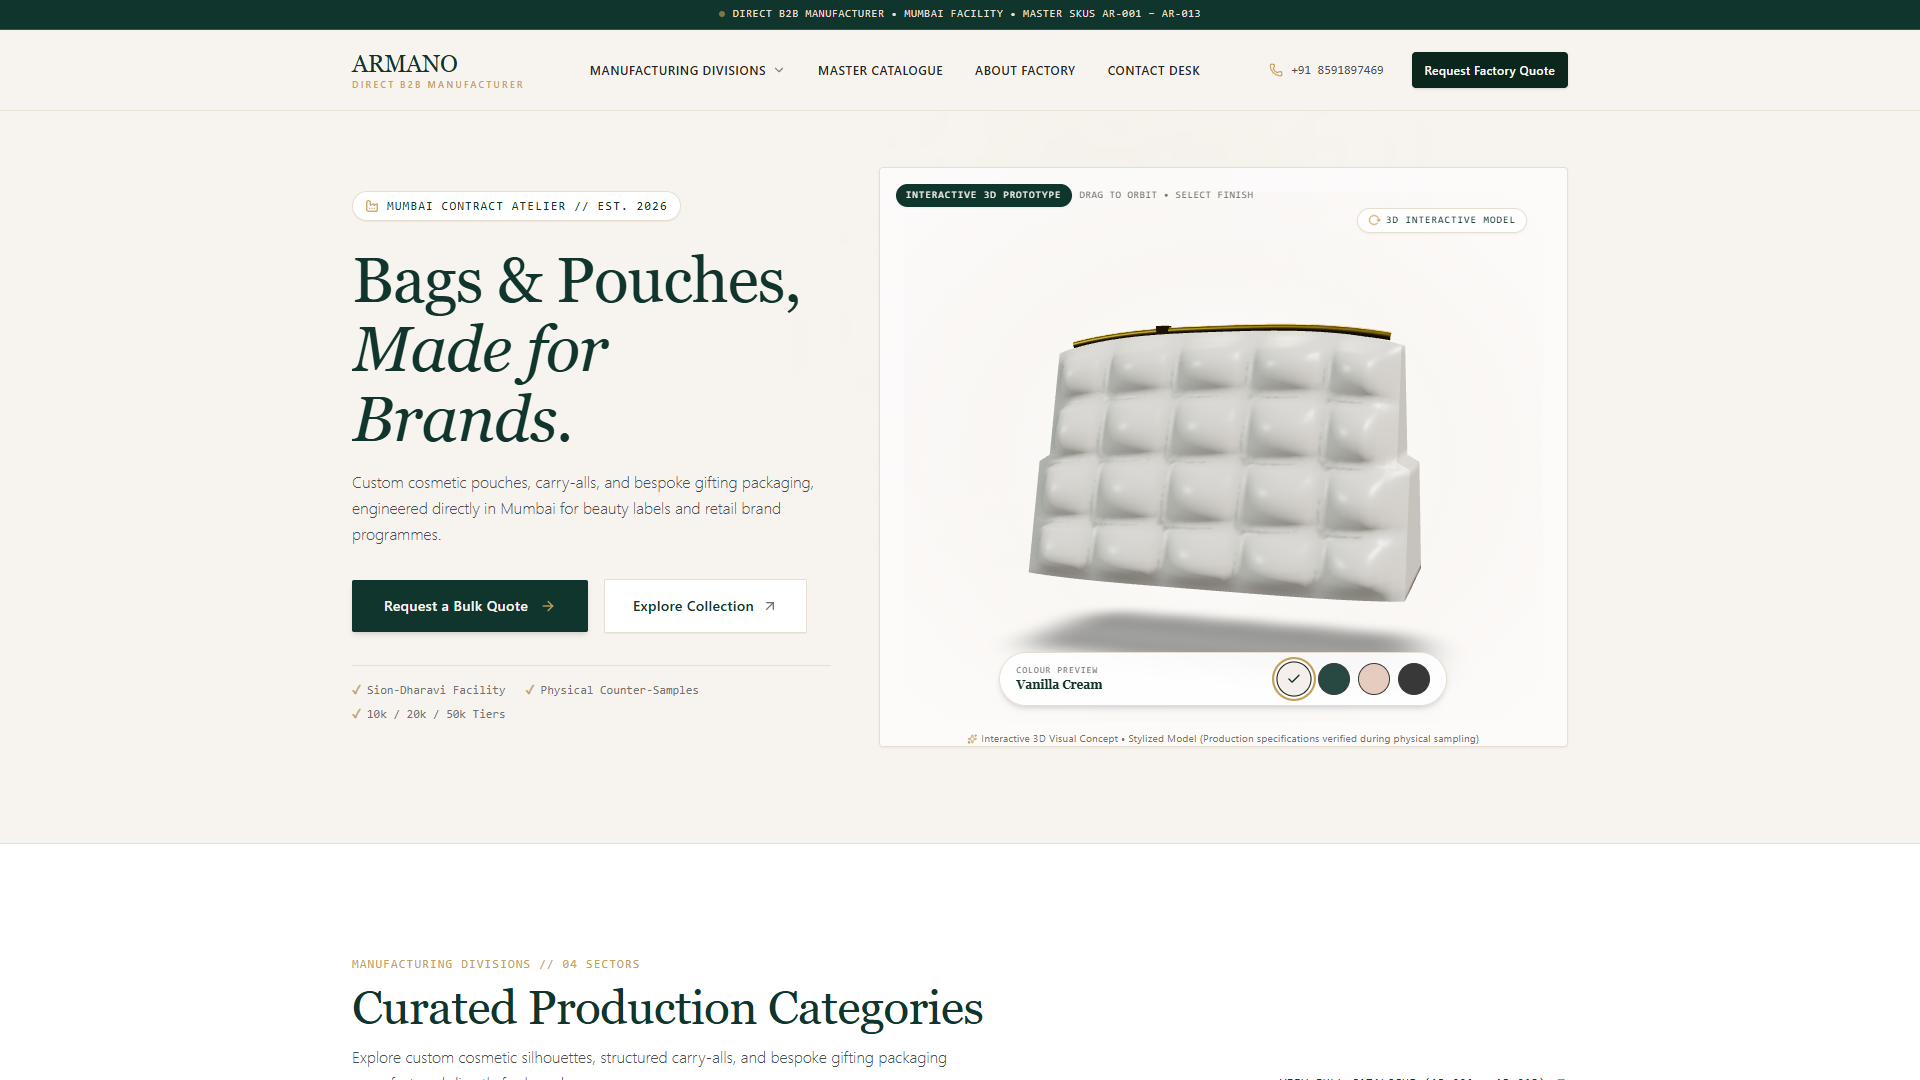 DIRECT B2B MANUFACTURER • MUMBAI FACILITY • MASTER SKUS AR-001 – AR-013
ARMANO
DIRECT B2B MANUFACTURER
MANUFACTURING DIVISIONS
MASTER CATALOGUE
ABOUT FACTORY
CONTACT DESK
+91 8591897469
Request Factory Quote
MUMBAI CONTRACT ATELIER // EST. 2026
Bags & Pouches,
Made for
Brands.
Custom cosmetic pouches, carry-alls, and bespoke gifting packaging,
engineered directly in Mumbai for beauty labels and retail brand
programmes.
Request a Bulk Quote →
Explore Collection
✓ Sion-Dharavi Facility ✓ Physical Counter-Samples
✓ 10k / 20k / 50k Tiers
INTERACTIVE 3D PROTOTYPE DRAG TO ORBIT • SELECT FINISH
3D INTERACTIVE MODEL
COLOUR PREVIEW
Vanilla Cream
Interactive 3D Visual Concept • Stylized Model (Production specifications verified during physical sampling)
MANUFACTURING DIVISIONS // 04 SECTORS
Curated Production Categories
Explore custom cosmetic silhouettes, structured carry-alls, and bespoke gifting packaging